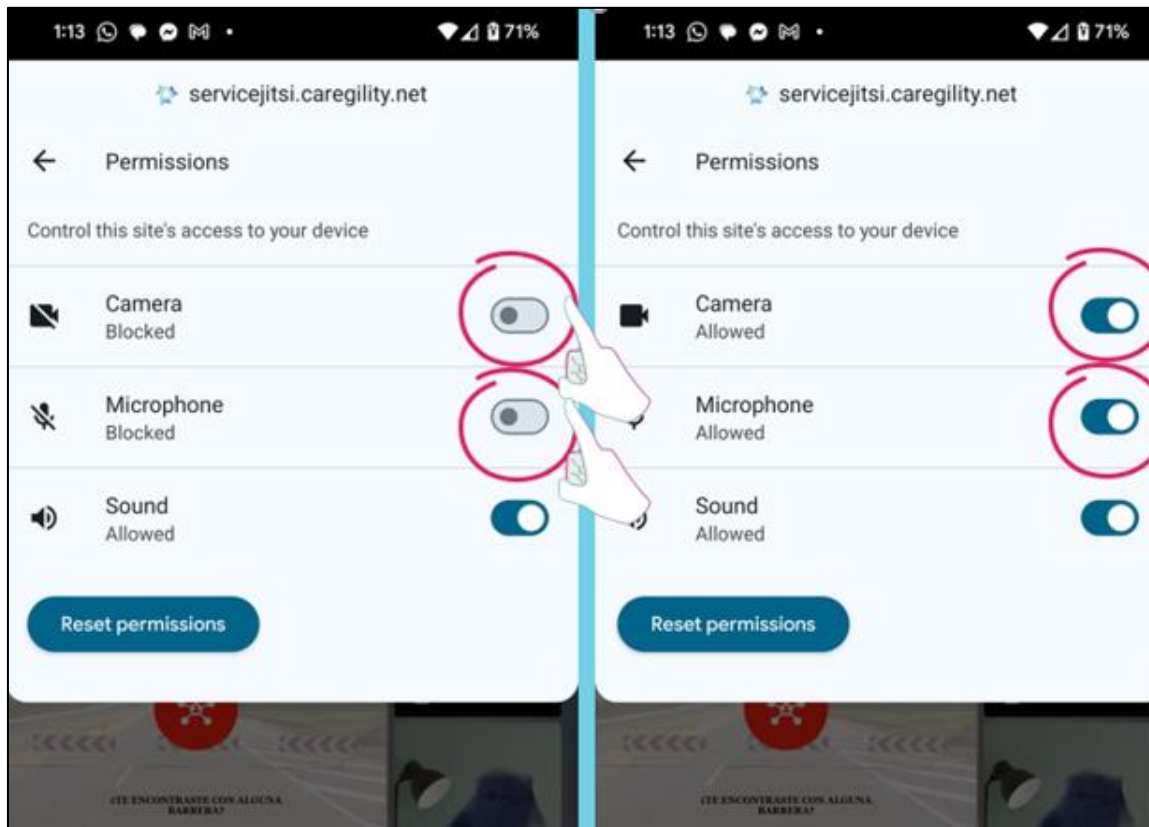 1:13 71%
servicejitsi.caregility.net
Permissions
Control this site's access to your device
Camera
Blocked
Microphone
Blocked
Sound
Allowed
Reset permissions
¿TE ENCONTRASTE CON ALGUNA
BARRERA?
1:13 71%
servicejitsi.caregility.net
Permissions
Control this site's access to your device
Camera
Allowed
Microphone
Allowed
Sound
Allowed
Reset permissions
¿TE ENCONTRASTE CON ALGUNA
BARRERA?